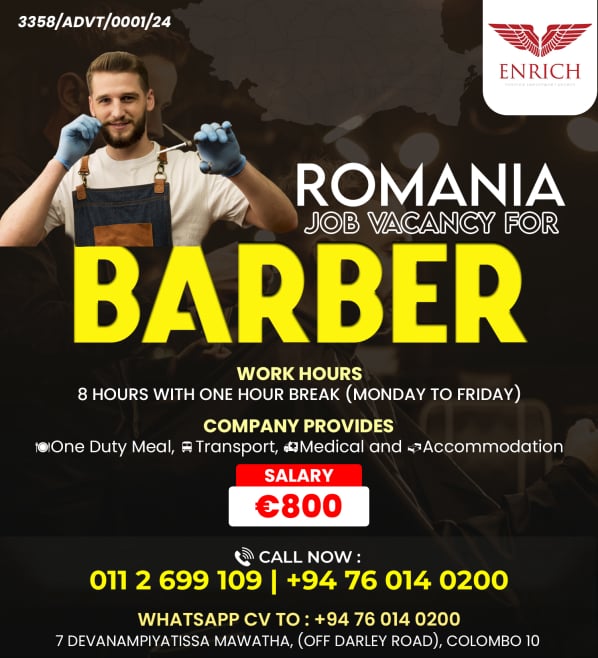 3358/ADVT/0001/24
ENRICH
ROMANIA
JOB VACANCY FOR
BARBER
WORK HOURS
8 HOURS WITH ONE HOUR BREAK (MONDAY TO FRIDAY)
COMPANY PROVIDES
One Duty Meal, Transport, Medical and Accommodation
SALARY
€800
CALL NOW :
011 2 699 109 | +94 76 014 0200
WHATSAPP CV TO : +94 76 014 0200
7 DEVANAMPIYATISSA MAWATHA, (OFF DARLEY ROAD), COLOMBO 10